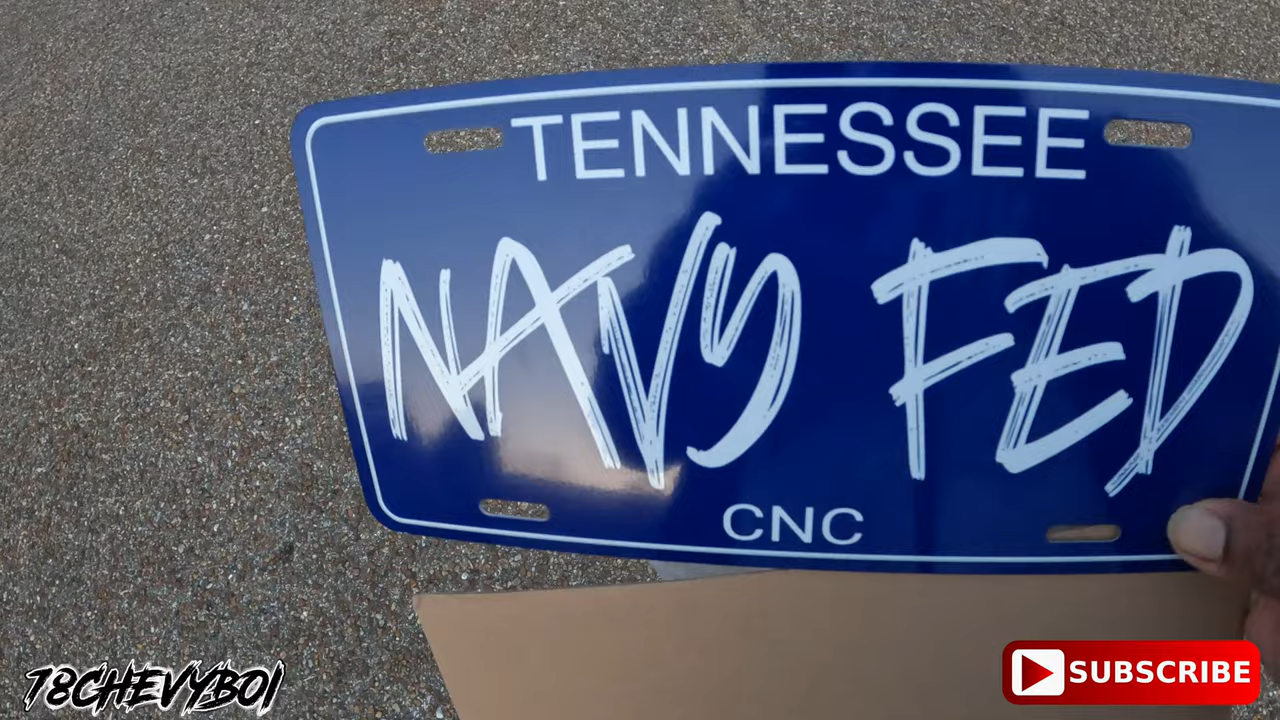 TENNESSEE
NAVY FED
CNC
78CHEVYBOI
SUBSCRIBE